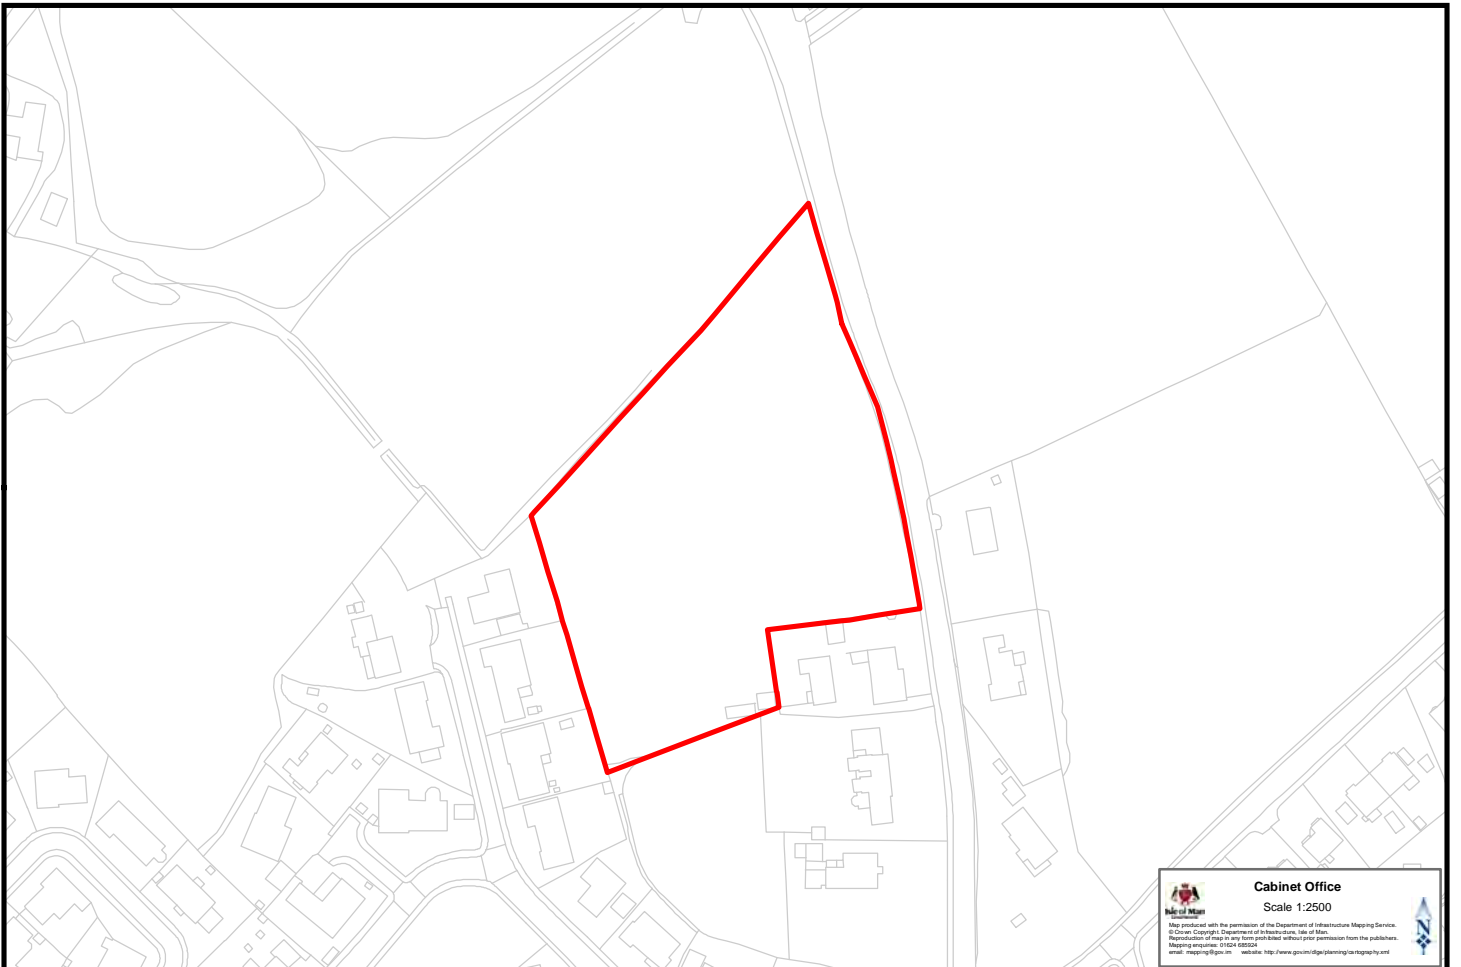 Cabinet Office
Scale 1:2500
Isle of Man
Government
Map produced with the permission of the Department of Infrastructure Mapping Service.
© Crown Copyright. Department of Infrastructure, Isle of Man.
Reproduction of map in any form prohibited without prior permission from the publishers.
Mapping enquiries: 01624 685924
email: mapping@gov.im website: http://www.gov.im/dlge/planning/cartography.xml
N